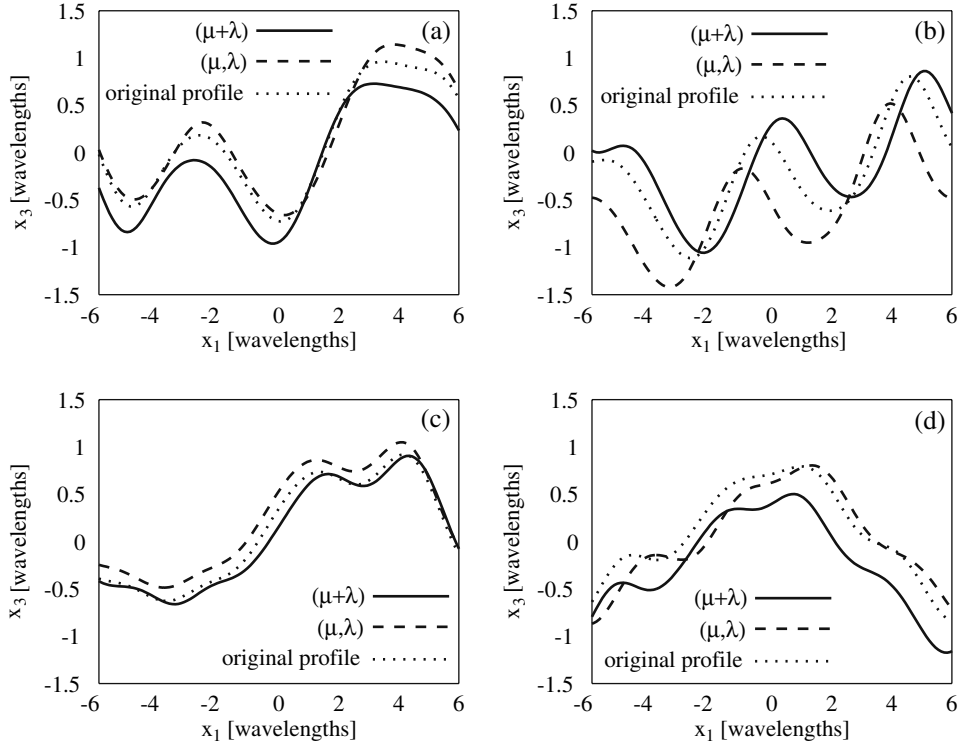 (a)
(μ+λ)
(μ,λ)
original profile
1.5
1
0.5
0
-0.5
-1
-1.5
x3 [wavelengths]
-6 -4 -2 0 2 4 6
x1 [wavelengths]
(b)
(μ+λ)
(μ,λ)
original profile
1.5
1
0.5
0
-0.5
-1
-1.5
x3 [wavelengths]
-6 -4 -2 0 2 4 6
x1 [wavelengths]
(c)
(μ+λ)
(μ,λ)
original profile
1.5
1
0.5
0
-0.5
-1
-1.5
x3 [wavelengths]
-6 -4 -2 0 2 4 6
x1 [wavelengths]
(d)
(μ+λ)
(μ,λ)
original profile
1.5
1
0.5
0
-0.5
-1
-1.5
x3 [wavelengths]
-6 -4 -2 0 2 4 6
x1 [wavelengths]